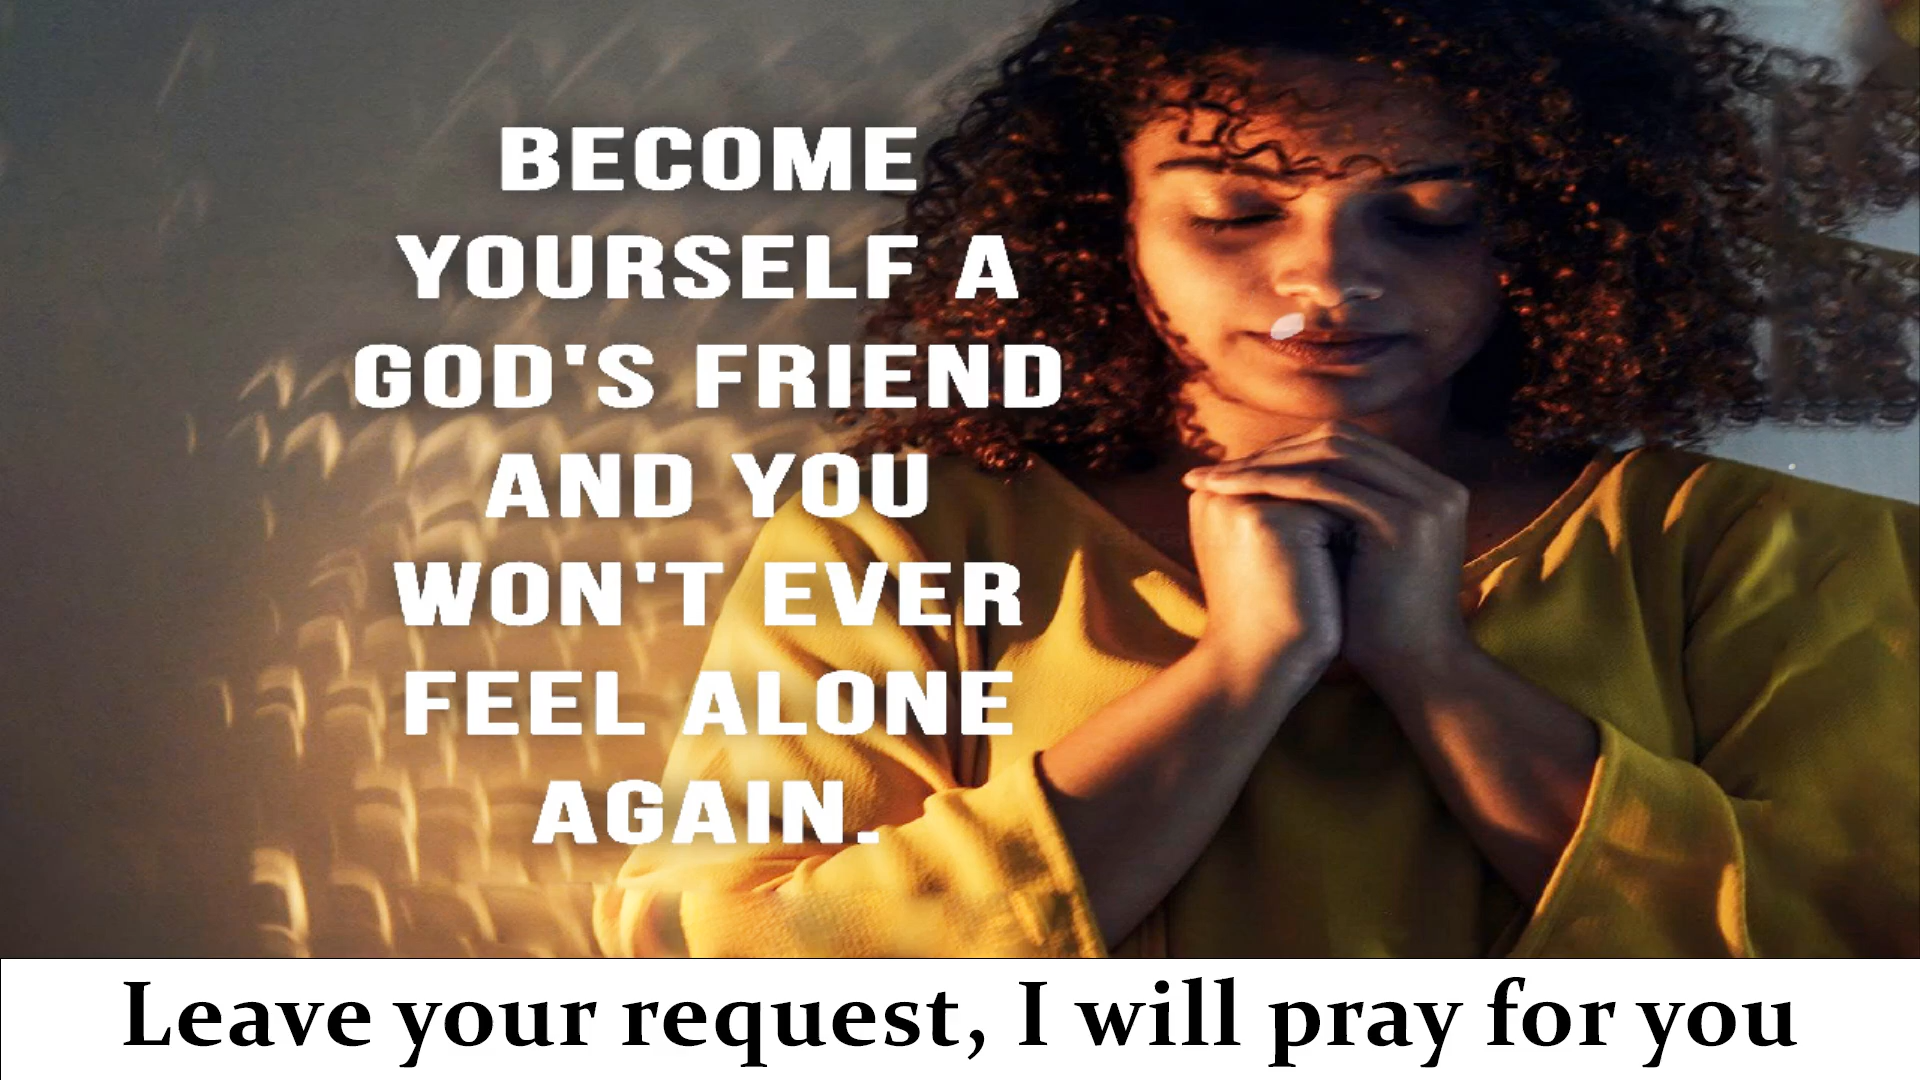 BECOME
YOURSELF A
GOD'S FRIEND
AND YOU
WON'T EVER
FEEL ALONE
AGAIN.
Leave your request, I will pray for you